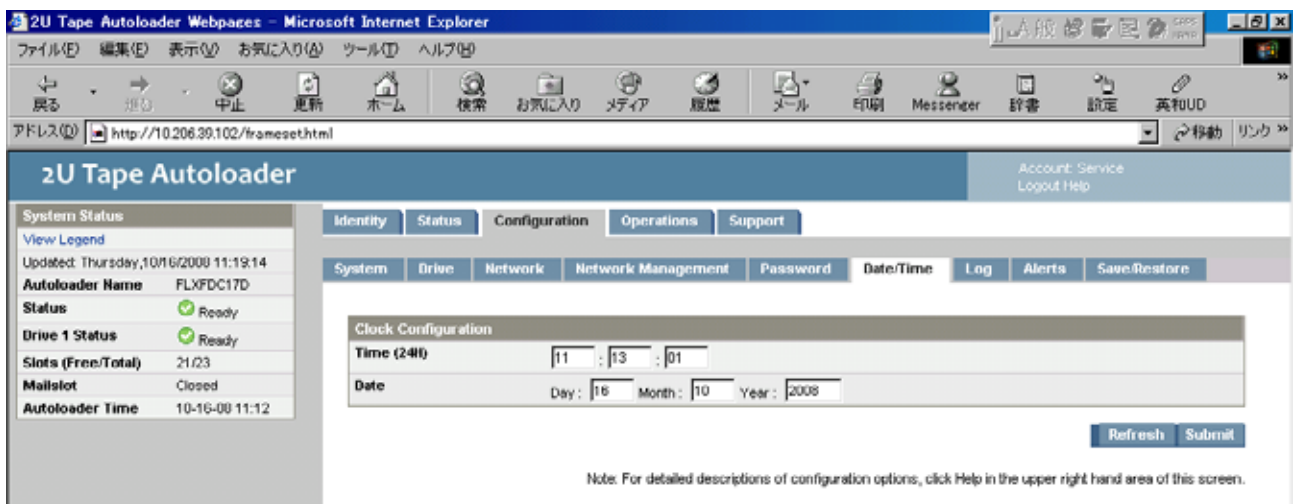 2U Tape Autoloader Webpages - Microsoft Internet Explorer
ファイル(F) 編集(E) 表示(V) お気に入り(A) ツール(T) ヘルプ(H)
戻る 進む 中止 更新 ホーム 検索 お気に入り メディア 履歴 メール 印刷 Messenger 辞書 設定 英和UD
アドレス(D) http://10.206.39.102/frameset.html 移動 リンク »
2U Tape Autoloader
Account: Service
Logout Help
System Status
View Legend
Updated: Thursday,10/16/2008 11:19:14
Autoloader Name FLXFDC17D
Status Ready
Drive 1 Status Ready
Slots (Free/Total) 21/23
Mailslot Closed
Autoloader Time 10-16-08 11:12
Identity Status Configuration Operations Support
System Drive Network Network Management Password Date/Time Log Alerts Save/Restore
Clock Configuration
Time (24H) 11 : 13 : 01
Date Day : 16 Month : 10 Year : 2008
Refresh Submit
Note: For detailed descriptions of configuration options, click Help in the upper right hand area of this screen.